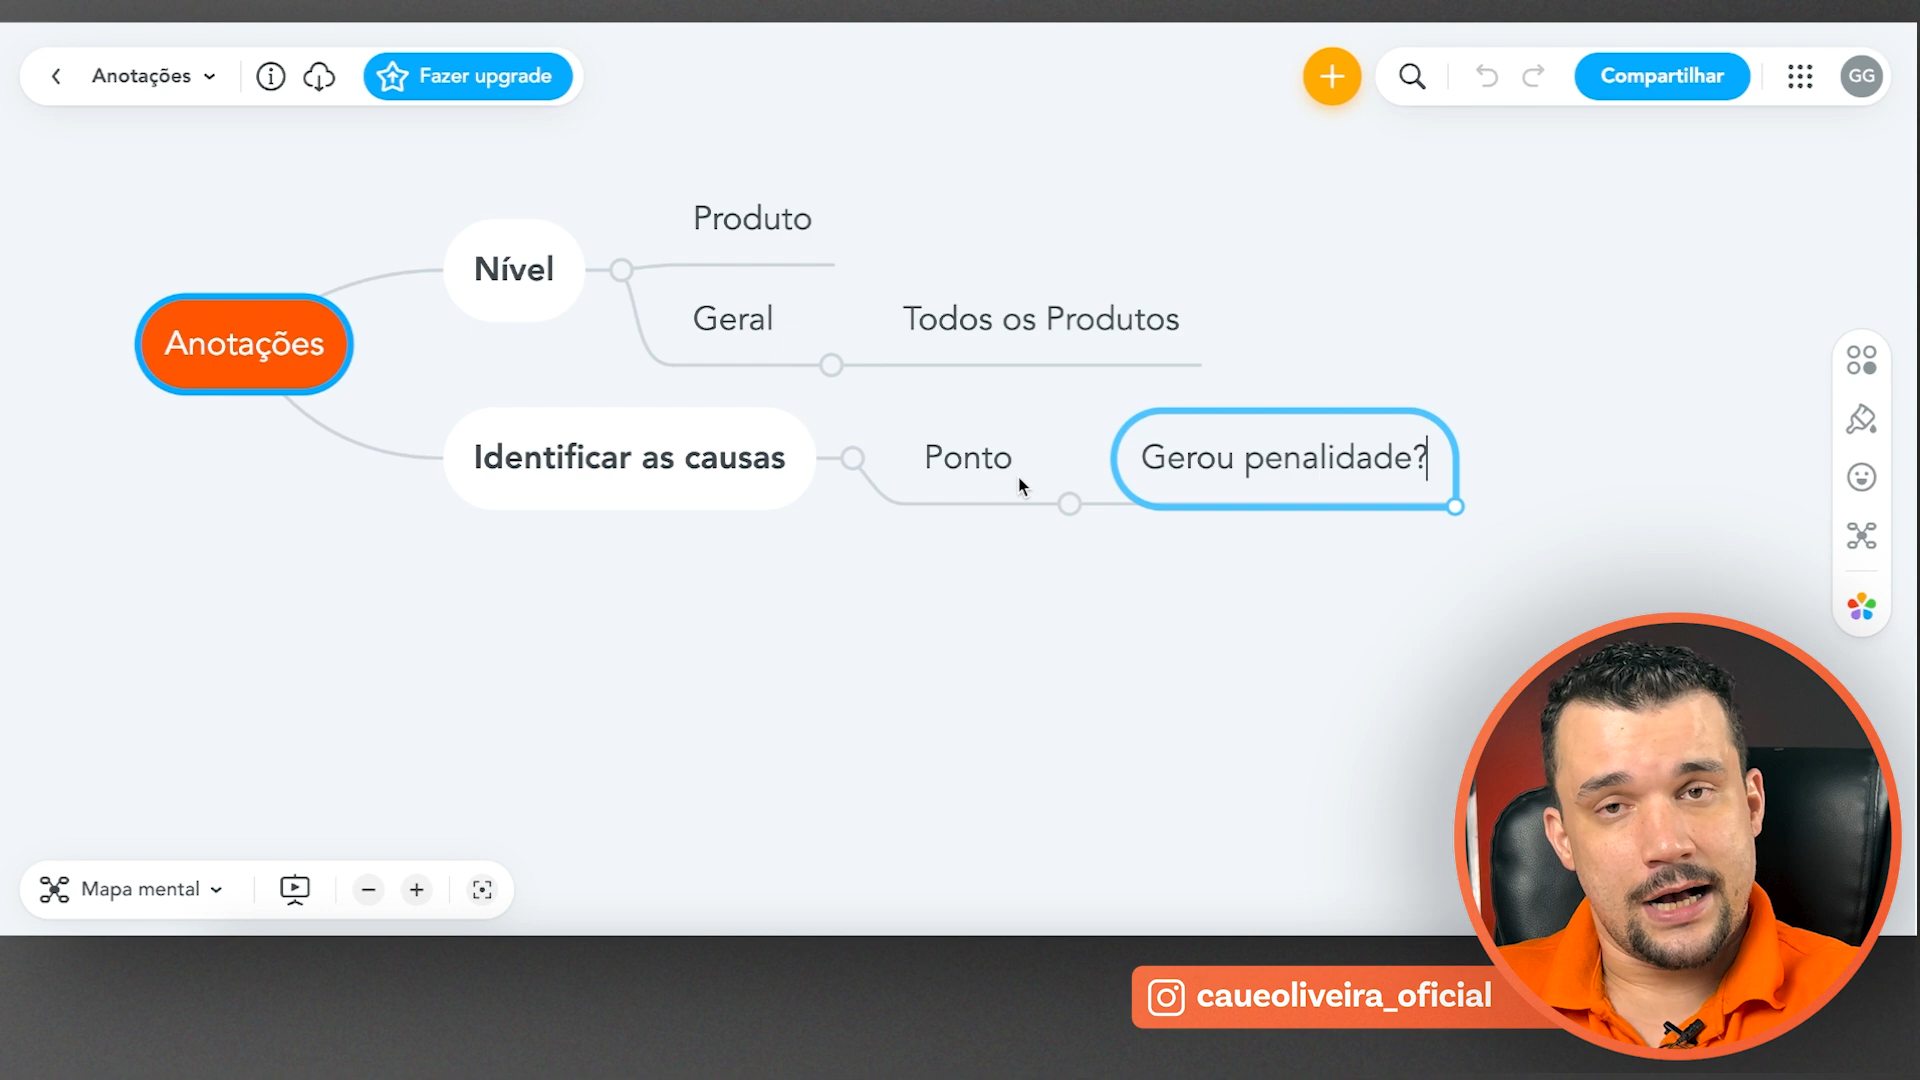 Anotações
Fazer upgrade
Compartilhar
GG
Produto
Nível
Geral
Todos os Produtos
Anotações
Identificar as causas
Ponto
Gerou penalidade?
Mapa mental
caueoliveira_oficial